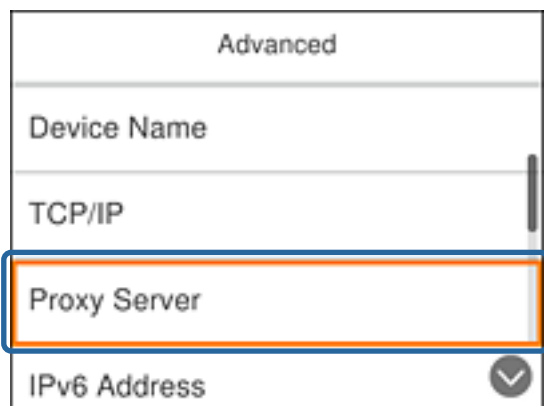 Advanced
Device Name
TCP/IP
Proxy Server
IPv6 Address